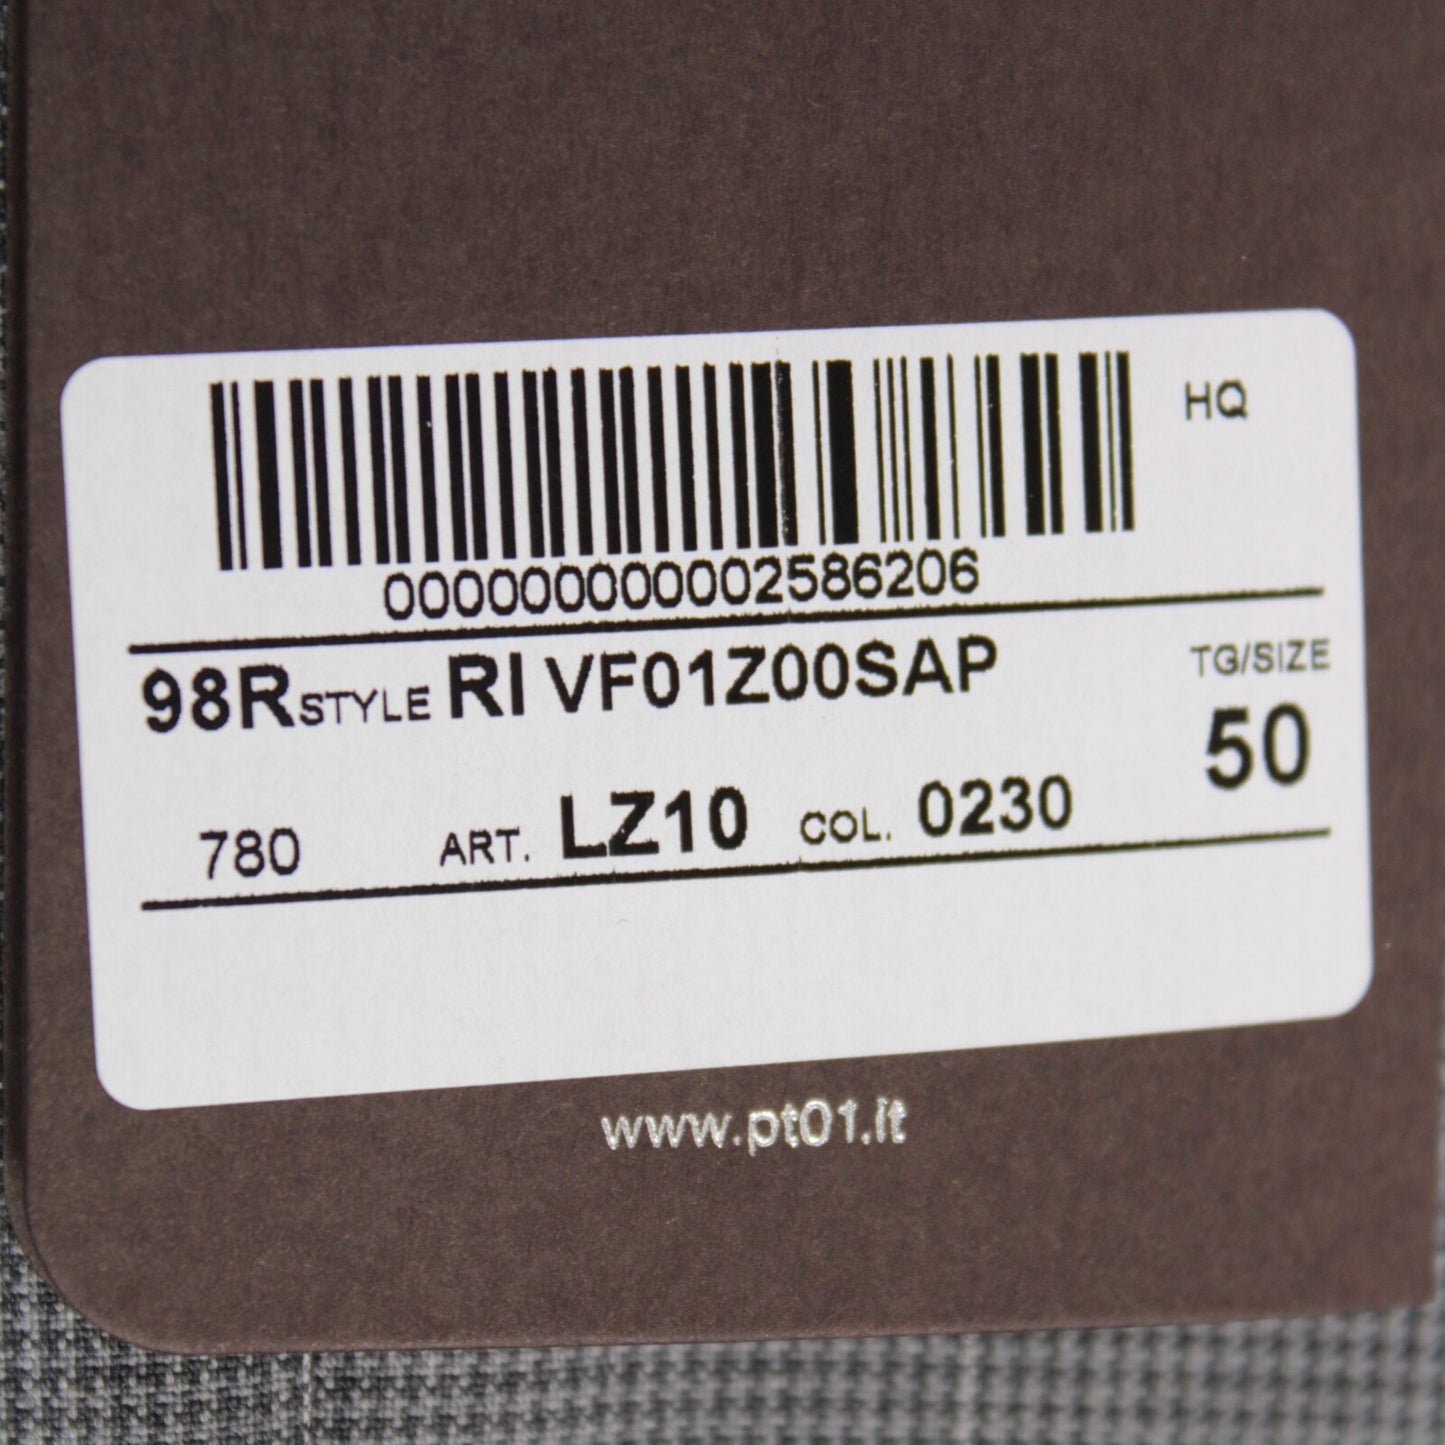 HQ
000000000002586206
98R STYLE RI VF01Z00SAP
TG/SIZE
50
780 ART. LZ10 COL. 0230
www.pt01.it